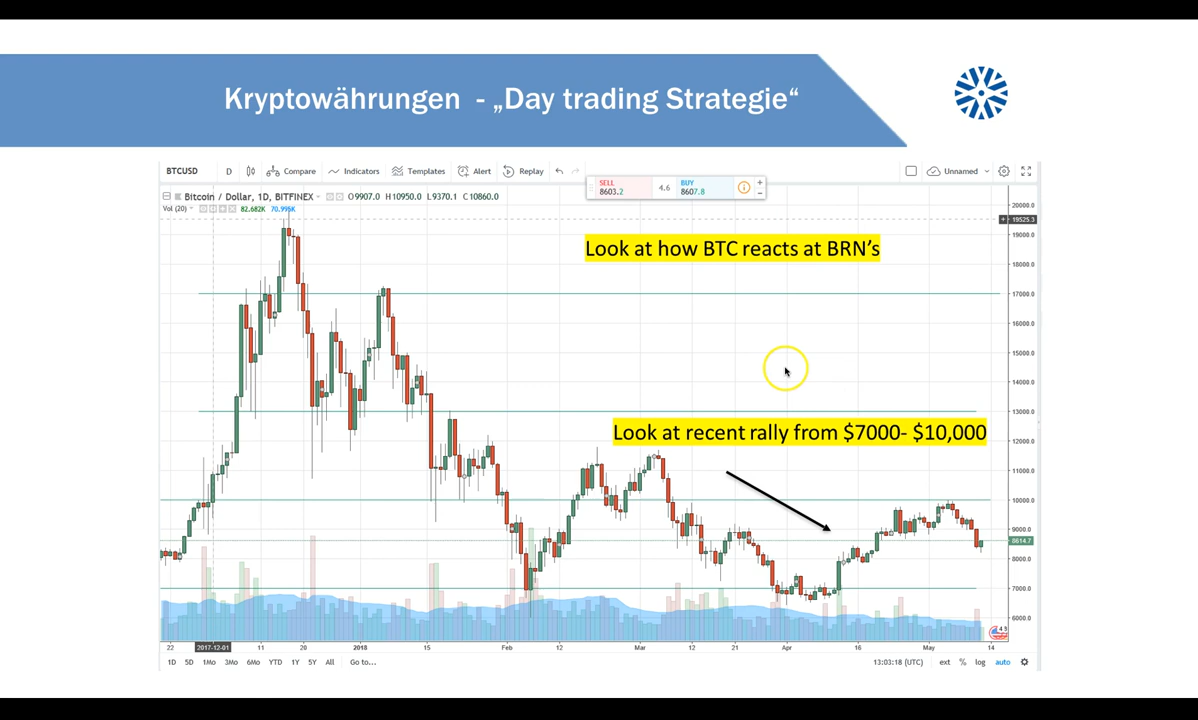 Kryptowährungen - „Day trading Strategie“
BTCUSD D Compare Indicators Templates Alert Replay Unnamed
Bitcoin / Dollar, 1D, BITFINEX O9907.0 H10950.0 L9370.1 C10860.0
Vol (20) 82.682K 70.995K
SELL
8603.2
4.6
BUY
8607.8
Look at how BTC reacts at BRN’s
Look at recent rally from $7000- $10,000
20000.0
19525.3
19000.0
18000.0
17000.0
16000.0
15000.0
14000.0
13000.0
12000.0
11000.0
10000.0
9000.0
8614.7
8000.0
7000.0
6000.0
22 2017-12-01 11 20 2018 15 Feb 12 Mar 12 21 Apr 16 May 14
1D 5D 1Mo 3Mo 6Mo YTD 1Y 5Y All Go to... 13:03:18 (UTC) ext % log auto